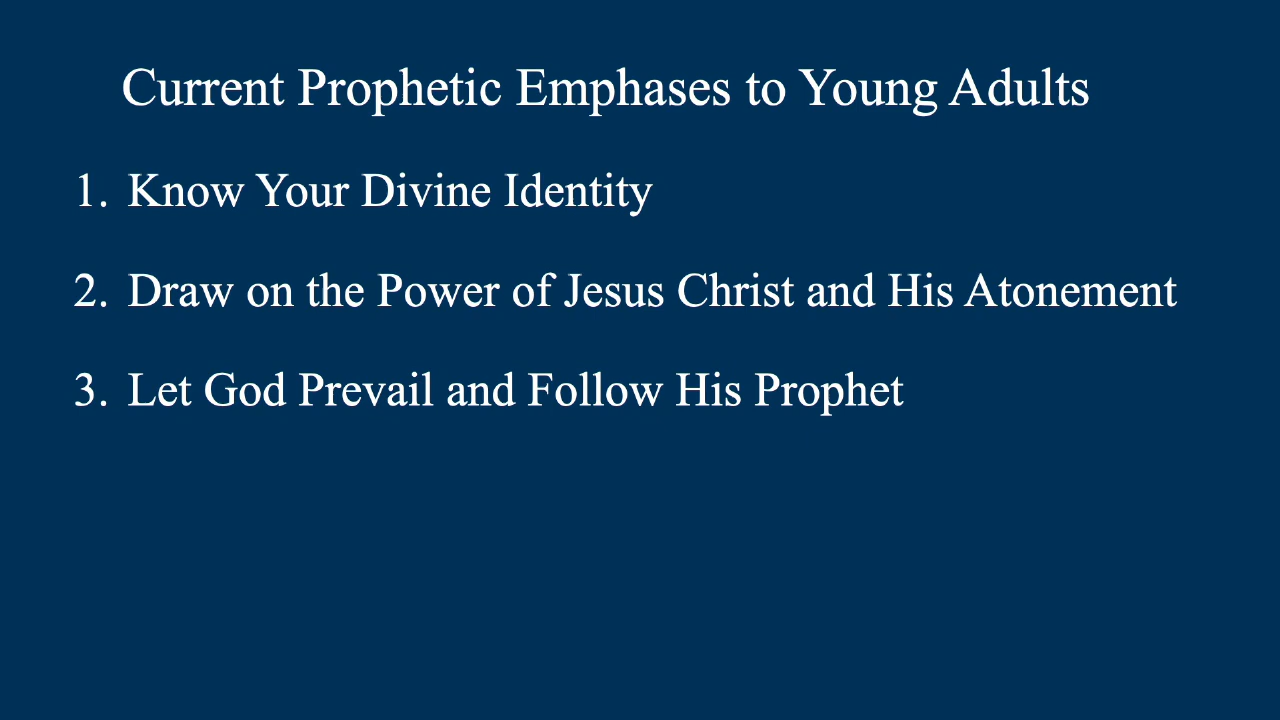 Current Prophetic Emphases to Young Adults
1. Know Your Divine Identity
2. Draw on the Power of Jesus Christ and His Atonement
3. Let God Prevail and Follow His Prophet